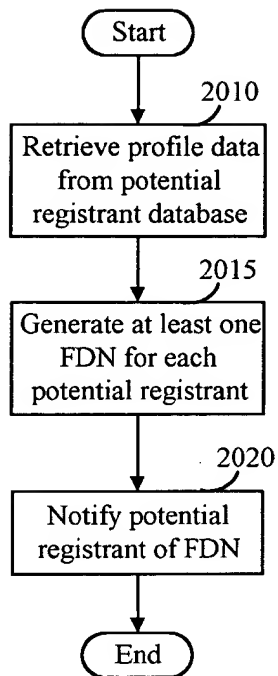 Start
2010
Retrieve profile data
from potential
registrant database
2015
Generate at least one
FDN for each
potential registrant
2020
Notify potential
registrant of FDN
End